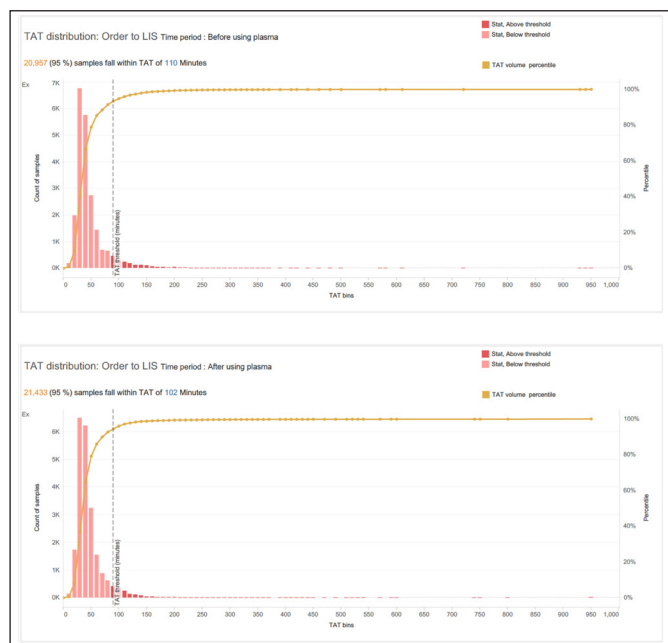 TAT distribution: Order to LIS Time period : Before using plasma
Stat, Above threshold
Stat, Below threshold
20,957 (95 %) samples fall within TAT of 110 Minutes
TAT volume percentile
Ex
7K
6K
5K
4K
3K
2K
1K
0K
Count of samples
TAT threshold (minutes)
100%
80%
60%
40%
20%
0%
Percentile
0 50 100 150 200 250 300 350 400 450 500 550 600 650 700 750 800 850 900 950 1,000
TAT bins
TAT distribution: Order to LIS Time period : After using plasma
Stat, Above threshold
Stat, Below threshold
21,433 (95 %) samples fall within TAT of 102 Minutes
TAT volume percentile
Ex
6K
5K
4K
3K
2K
1K
0K
Count of samples
TAT threshold (minutes)
100%
80%
60%
40%
20%
0%
Percentile
0 50 100 150 200 250 300 350 400 450 500 550 600 650 700 750 800 850 900 950 1,000
TAT bins